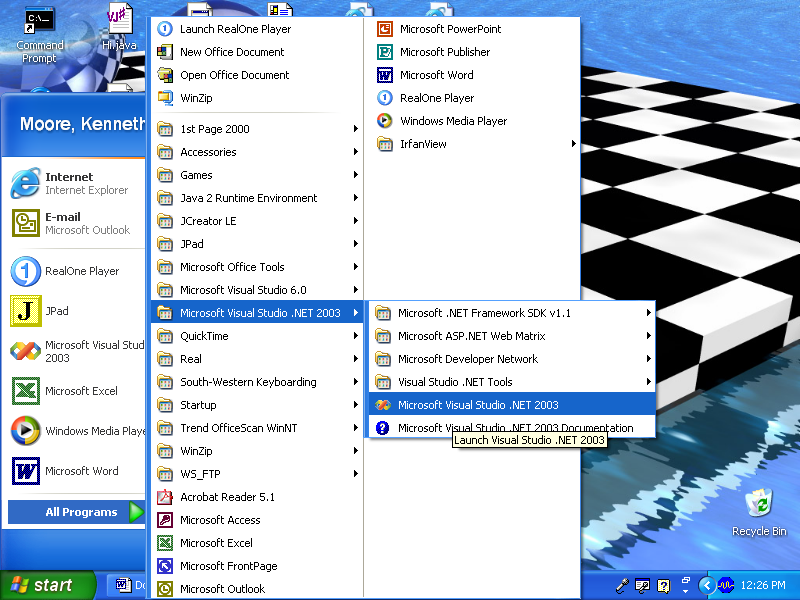 C:\
Command
Prompt
Hi.java
Moore, Kenneth
Internet
Internet Explorer
E-mail
Microsoft Outlook
RealOne Player
JPad
Microsoft Visual Stud
2003
Microsoft Excel
Windows Media Playe
Microsoft Word
All Programs
Launch RealOne Player
New Office Document
Open Office Document
WinZip
1st Page 2000
Accessories
Games
Java 2 Runtime Environment
JCreator LE
JPad
Microsoft Office Tools
Microsoft Visual Studio 6.0
Microsoft Visual Studio .NET 2003
QuickTime
Real
South-Western Keyboarding
Startup
Trend OfficeScan WinNT
WinZip
WS_FTP
Acrobat Reader 5.1
Microsoft Access
Microsoft Excel
Microsoft FrontPage
Microsoft Outlook
Microsoft PowerPoint
Microsoft Publisher
Microsoft Word
RealOne Player
Windows Media Player
IrfanView
Microsoft .NET Framework SDK v1.1
Microsoft ASP.NET Web Matrix
Microsoft Developer Network
Visual Studio .NET Tools
Microsoft Visual Studio .NET 2003
Microsoft Visual Studio .NET 2003 Documentation
Launch Visual Studio .NET 2003
Recycle Bin
start
Do
12:26 PM